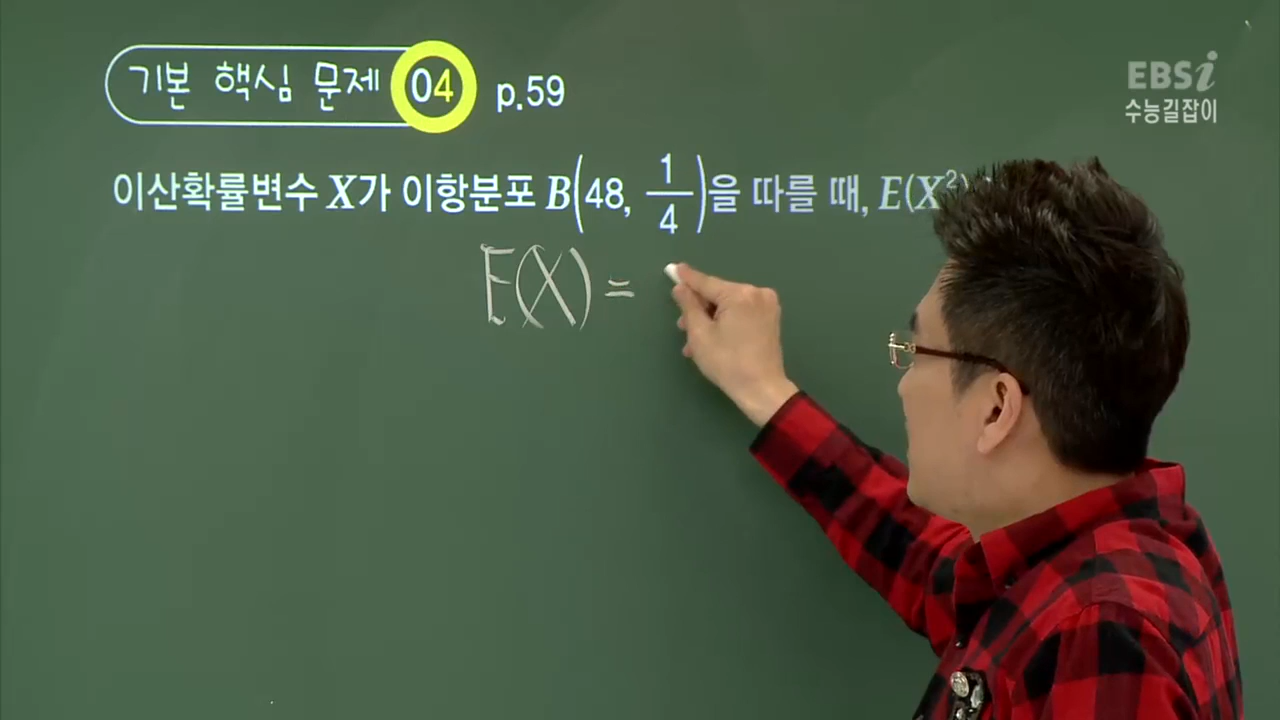 기본 핵심 문제 04 p.59
EBSi
수능길잡이
이산확률변수 X가 이항분포 B(48, 1/4)을 따를 때, E(X²)
E(X) =